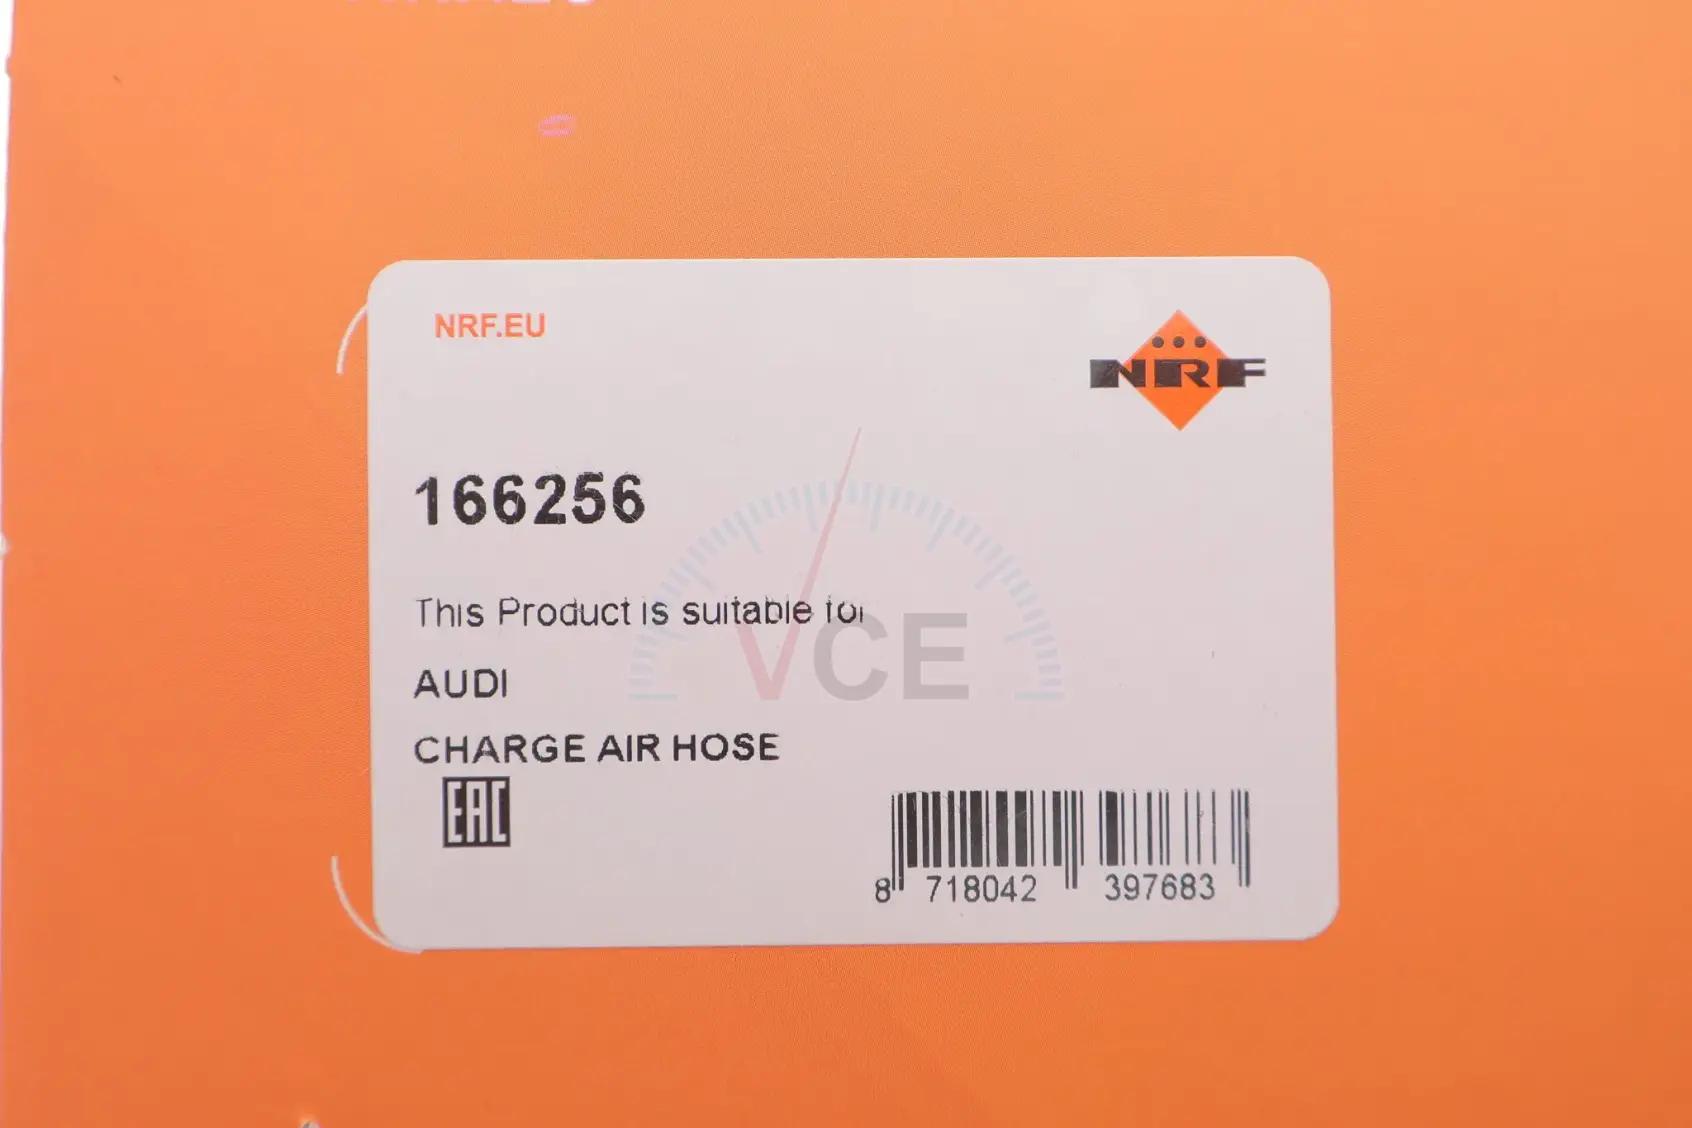 NRF.EU
NRF
166256
This Product is suitable for
VCE
AUDI
CHARGE AIR HOSE
EAC
8 718042 397683